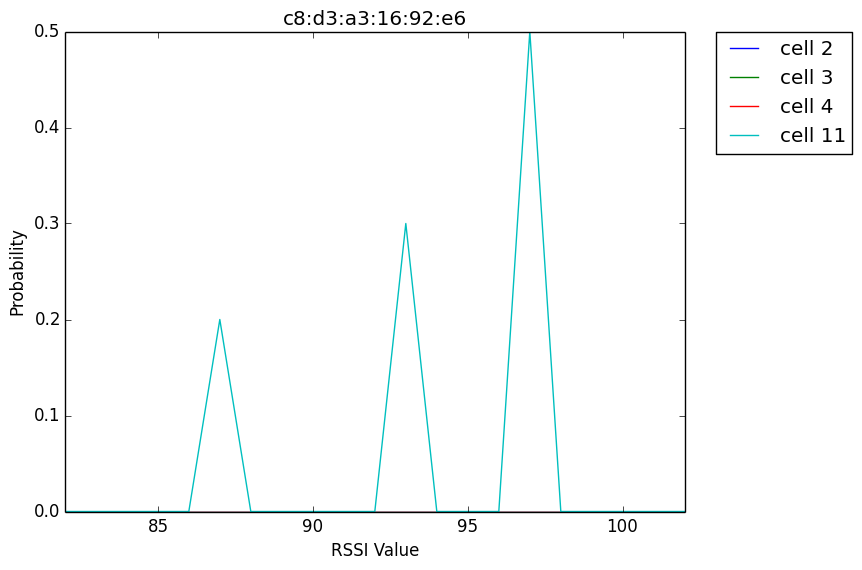 c8:d3:a3:16:92:e6
0.5
0.4
0.3
0.2
0.1
0.0
Probability
85 90 95 100
RSSI Value
cell 2
cell 3
cell 4
cell 11